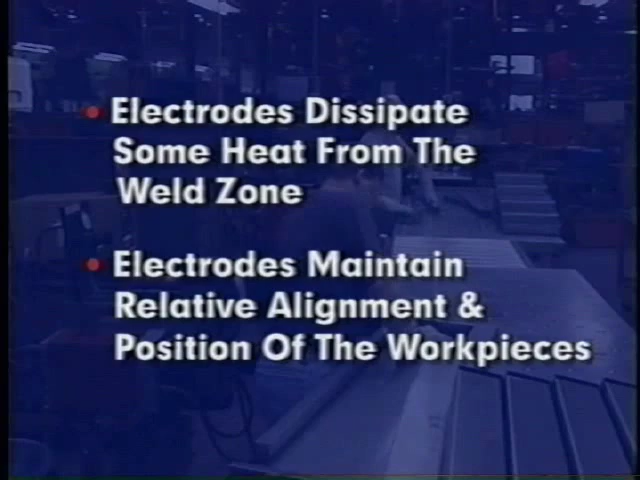 • Electrodes Dissipate
Some Heat From The
Weld Zone
• Electrodes Maintain
Relative Alignment &
Position Of The Workpieces